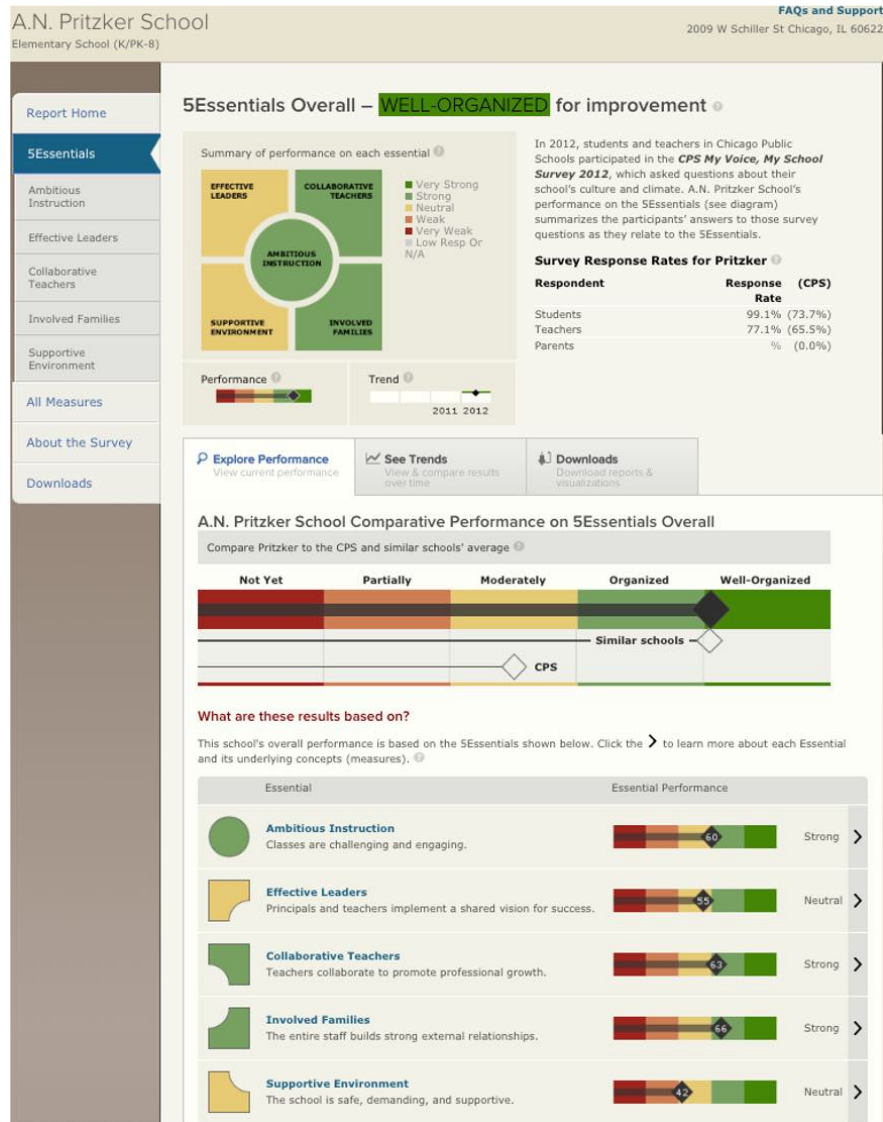 A.N. Pritzker School
Elementary School (K/PK-8)
FAQs and Support
2009 W Schiller St Chicago, IL 60622
Report Home
5Essentials
Ambitious
Instruction
Effective Leaders
Collaborative
Teachers
Involved Families
Supportive
Environment
All Measures
About the Survey
Downloads
5Essentials Overall – WELL-ORGANIZED for improvement ?
Summary of performance on each essential ?
EFFECTIVE
LEADERS
COLLABORATIVE
TEACHERS
AMBITIOUS
INSTRUCTION
SUPPORTIVE
ENVIRONMENT
INVOLVED
FAMILIES
Very Strong
Strong
Neutral
Weak
Very Weak
Low Resp Or
N/A
Performance ?
Trend ?
2011 2012
In 2012, students and teachers in Chicago Public
Schools participated in the CPS My Voice, My School
Survey 2012, which asked questions about their
school's culture and climate. A.N. Pritzker School's
performance on the 5Essentials (see diagram)
summarizes the participants' answers to those survey
questions as they relate to the 5Essentials.
Survey Response Rates for Pritzker ?
Respondent Response (CPS)
Rate
Students 99.1% (73.7%)
Teachers 77.1% (65.5%)
Parents % (0.0%)
Explore Performance
View current performance
See Trends
View & compare results
over time
Downloads
Download reports &
visualizations
A.N. Pritzker School Comparative Performance on 5Essentials Overall
Compare Pritzker to the CPS and similar schools' average ?
Not Yet Partially Moderately Organized Well-Organized
Similar schools
CPS
What are these results based on?
This school's overall performance is based on the 5Essentials shown below. Click the > to learn more about each Essential
and its underlying concepts (measures). ?
Essential Essential Performance
Ambitious Instruction
Classes are challenging and engaging.
60 Strong >
Effective Leaders
Principals and teachers implement a shared vision for success.
55 Neutral >
Collaborative Teachers
Teachers collaborate to promote professional growth.
63 Strong >
Involved Families
The entire staff builds strong external relationships.
66 Strong >
Supportive Environment
The school is safe, demanding, and supportive.
42 Neutral >